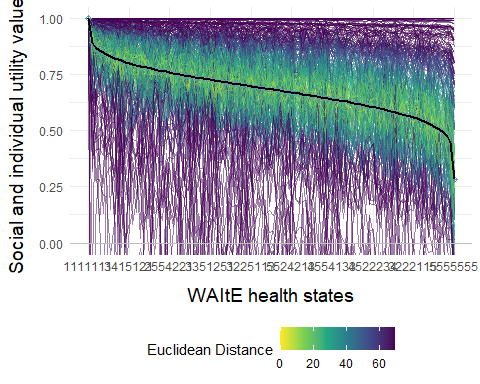 Social and individual utility value
1.00
0.75
0.50
0.25
0.00
WAItE health states
Euclidean Distance
0 20 40 60